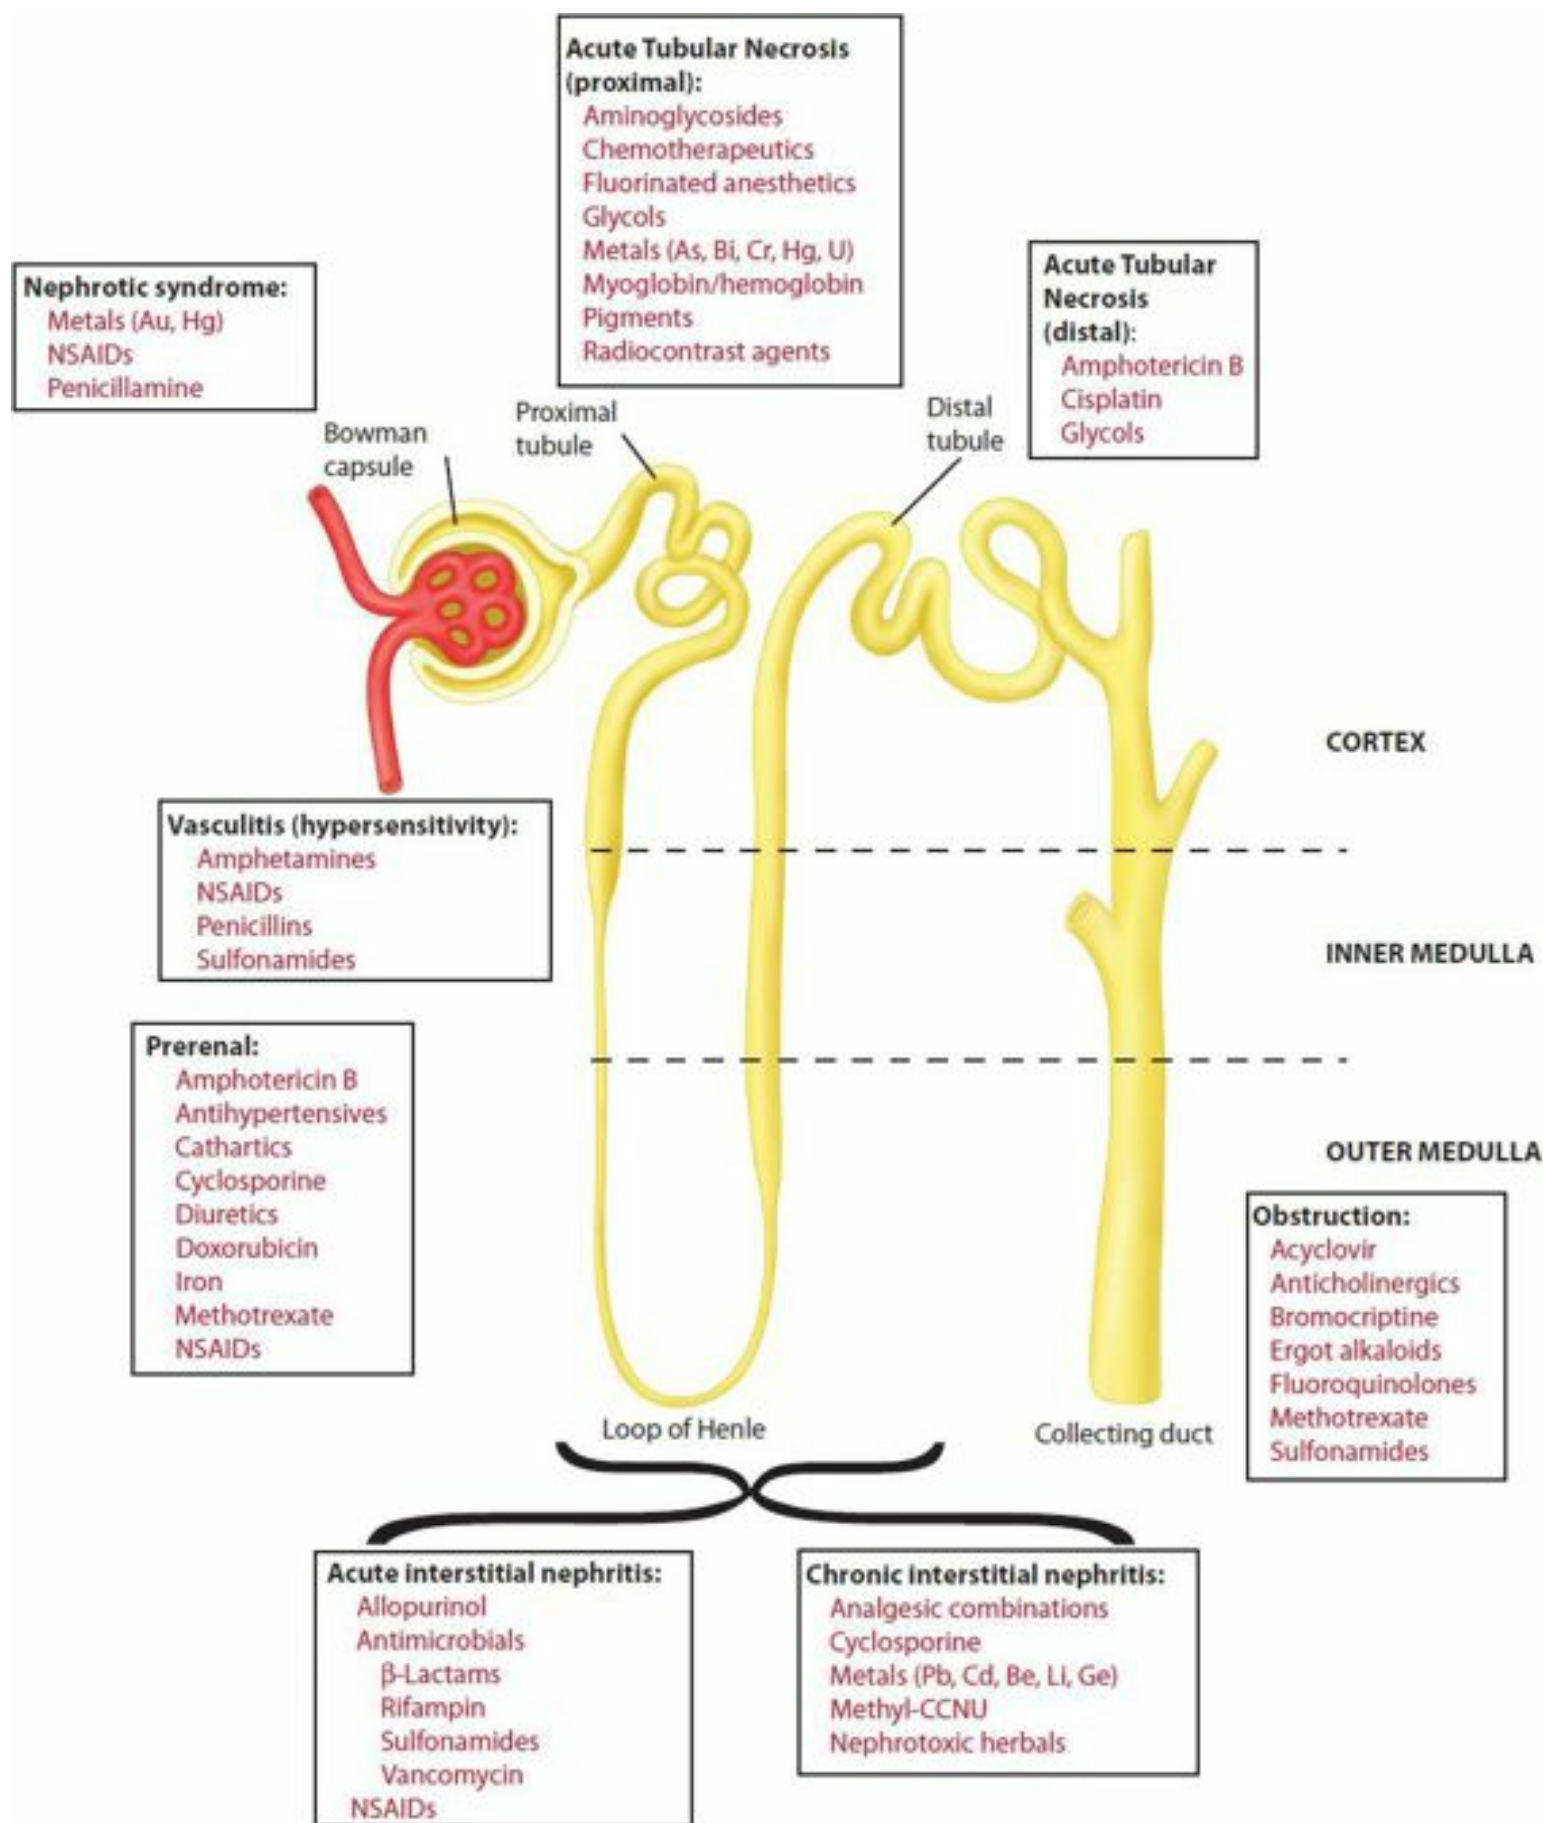 Acute Tubular Necrosis
(proximal):
Aminoglycosides
Chemotherapeutics
Fluorinated anesthetics
Glycols
Metals (As, Bi, Cr, Hg, U)
Myoglobin/hemoglobin
Pigments
Radiocontrast agents
Nephrotic syndrome:
Metals (Au, Hg)
NSAIDs
Penicillamine
Acute Tubular
Necrosis
(distal):
Amphotericin B
Cisplatin
Glycols
Bowman
capsule
Proximal
tubule
Distal
tubule
CORTEX
Vasculitis (hypersensitivity):
Amphetamines
NSAIDs
Penicillins
Sulfonamides
INNER MEDULLA
Prerenal:
Amphotericin B
Antihypertensives
Cathartics
Cyclosporine
Diuretics
Doxorubicin
Iron
Methotrexate
NSAIDs
OUTER MEDULLA
Obstruction:
Acyclovir
Anticholinergics
Bromocriptine
Ergot alkaloids
Fluoroquinolones
Methotrexate
Sulfonamides
Loop of Henle
Collecting duct
Acute interstitial nephritis:
Allopurinol
Antimicrobials
β-Lactams
Rifampin
Sulfonamides
Vancomycin
NSAIDs
Chronic interstitial nephritis:
Analgesic combinations
Cyclosporine
Metals (Pb, Cd, Be, Li, Ge)
Methyl-CCNU
Nephrotoxic herbals